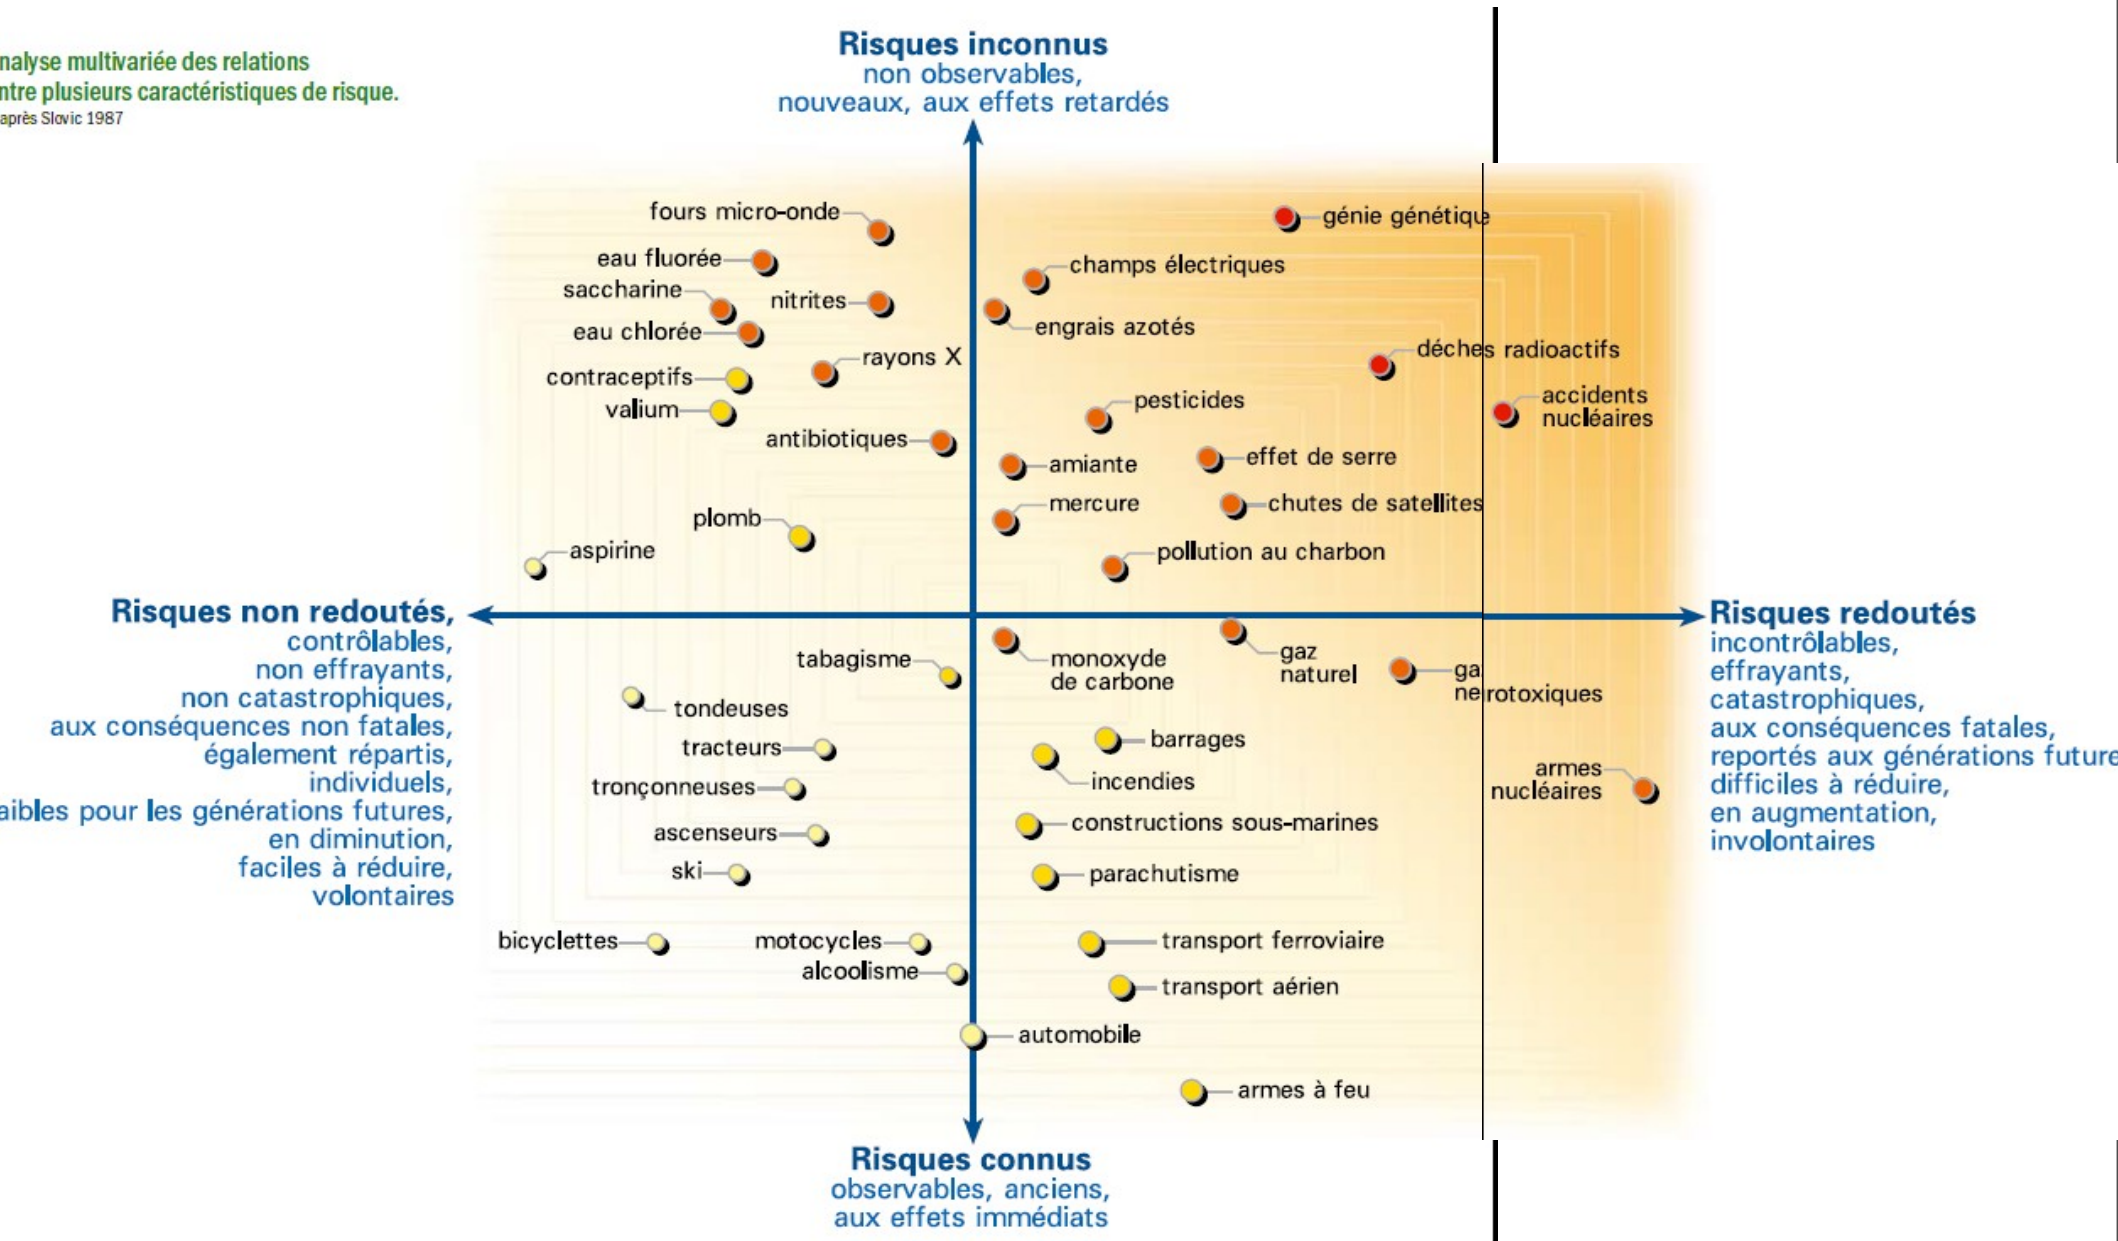 nalyse multivariée des relations
ntre plusieurs caractéristiques de risque.
après Slovic 1987
Risques inconnus
non observables,
nouveaux, aux effets retardés
fours micro-onde
génie génétique
eau fluorée
champs électriques
saccharine
nitrites
engrais azotés
eau chlorée
rayons X
déches radioactifs
contraceptifs
accidents
nucléaires
valium
pesticides
antibiotiques
effet de serre
amiante
mercure
chutes de satellites
plomb
aspirine
pollution au charbon
Risques non redoutés,
contrôlables,
non effrayants,
non catastrophiques,
aux conséquences non fatales,
également répartis,
individuels,
aibles pour les générations futures,
en diminution,
faciles à réduire,
volontaires
Risques redoutés
incontrôlables,
effrayants,
catastrophiques,
aux conséquences fatales,
reportés aux générations future
difficiles à réduire,
en augmentation,
involontaires
tabagisme
monoxyde
de carbone
gaz
naturel
ga
nerotoxiques
tondeuses
tracteurs
barrages
incendies
tronçonneuses
armes
nucléaires
ascenseurs
constructions sous-marines
ski
parachutisme
bicyclettes
motocycles
transport ferroviaire
alcoolisme
transport aérien
automobile
armes à feu
Risques connus
observables, anciens,
aux effets immédiats